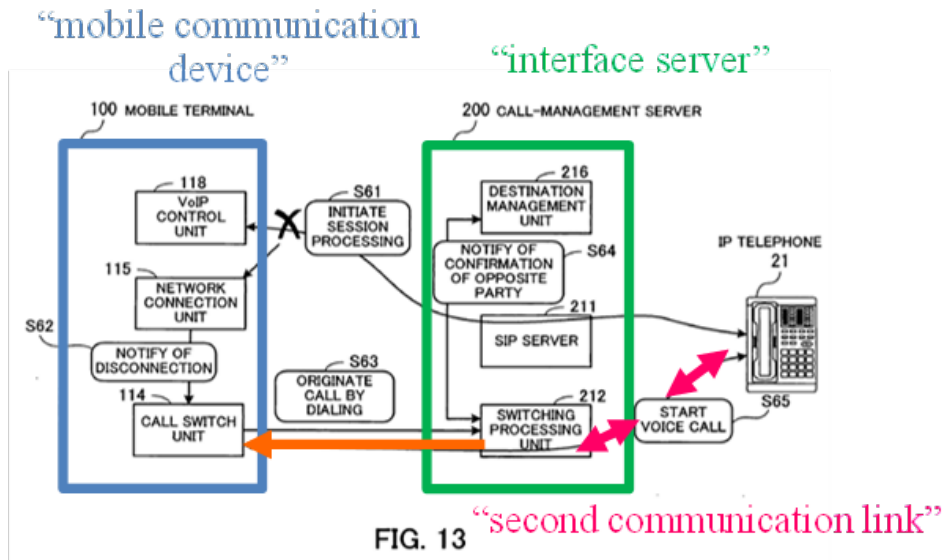 “mobile communication
device”
“interface server”
100 MOBILE TERMINAL
200 CALL-MANAGEMENT SERVER
118
VoIP
CONTROL
UNIT
S61
INITIATE
SESSION
PROCESSING
216
DESTINATION
MANAGEMENT
UNIT
X
NOTIFY OF
CONFIRMATION
OF OPPOSITE
PARTY
S64
IP TELEPHONE
21
115
NETWORK
CONNECTION
UNIT
S62
NOTIFY OF
DISCONNECTION
211
SIP SERVER
S63
ORIGINATE
CALL BY
DIALING
114
CALL SWITCH
UNIT
212
SWITCHING
PROCESSING
UNIT
START
VOICE CALL
S65
“second communication link”
FIG. 13